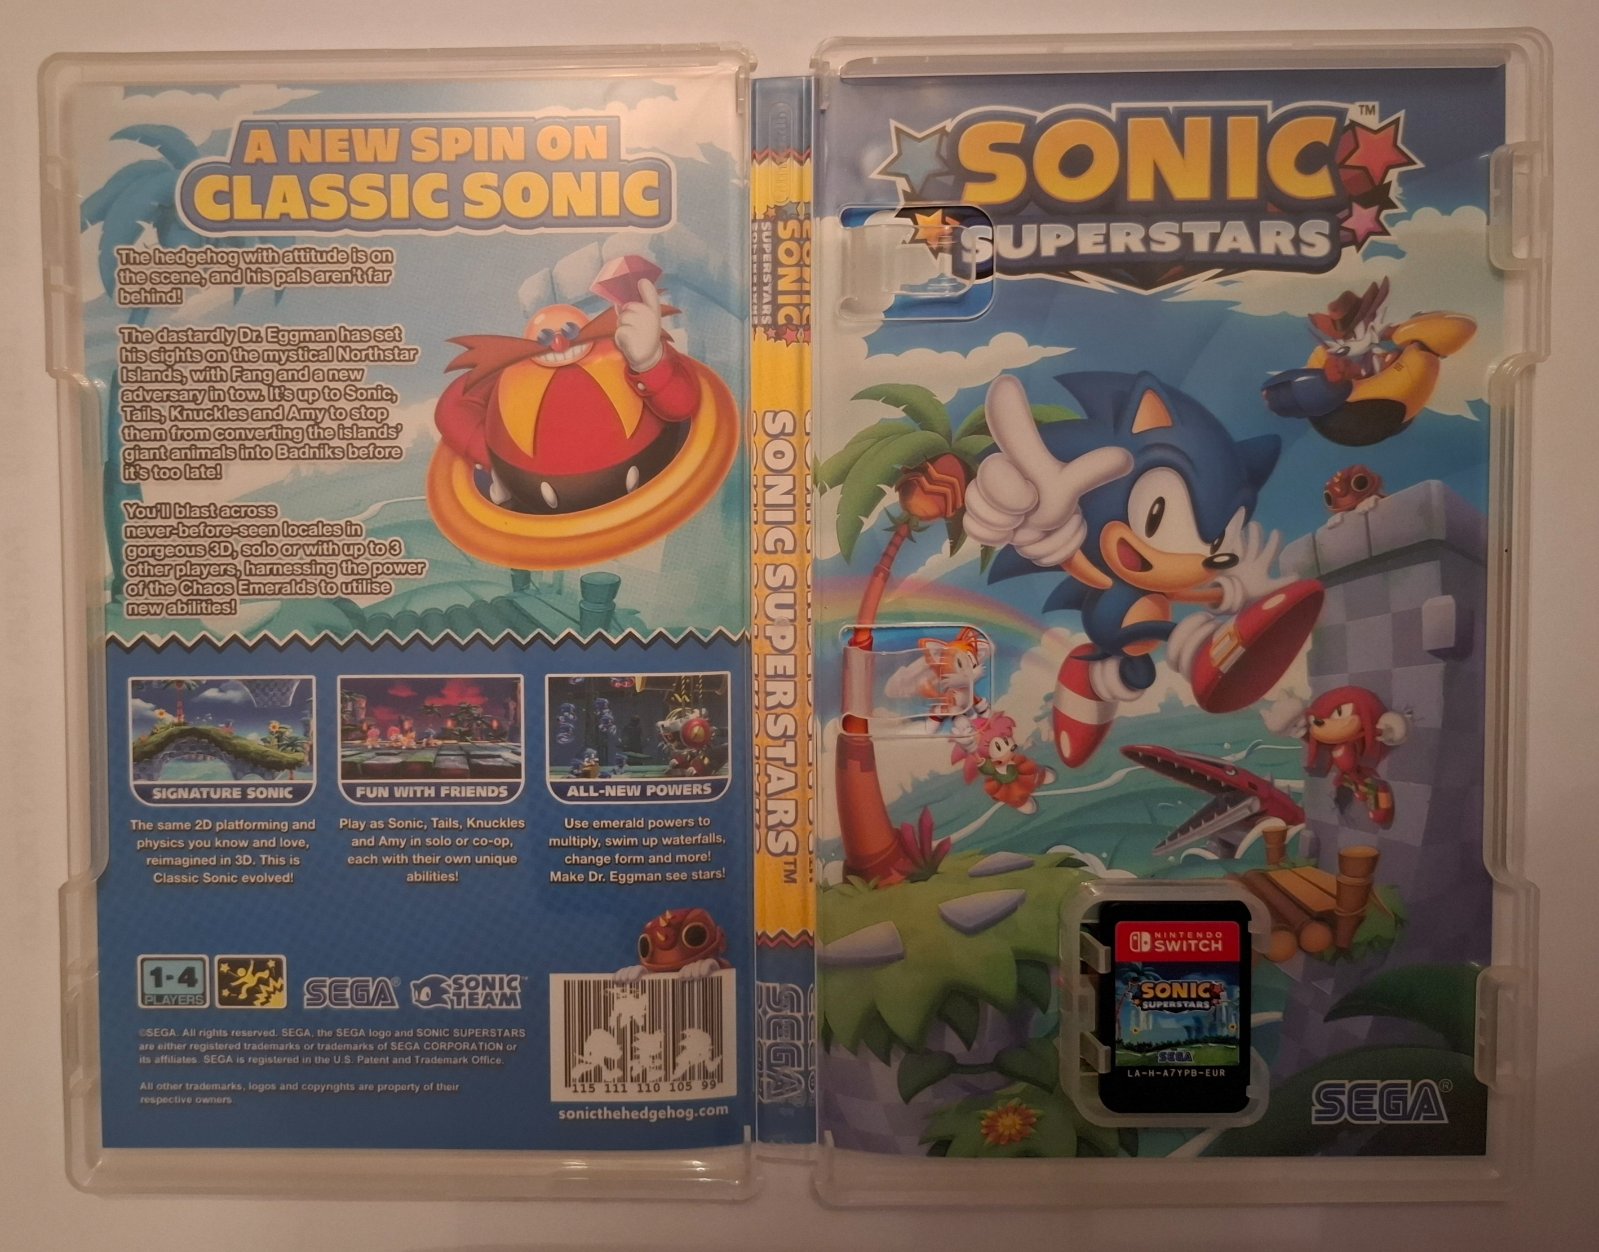 A NEW SPIN ON
CLASSIC SONIC
The hedgehog with attitude is on
the scene, and his pals aren't far
behind!
The dastardly Dr. Eggman has set
his sights on the mystical Northstar
Islands, with Fang and a new
adversary in tow. It's up to Sonic,
Tails, Knuckles and Amy to stop
them from converting the islands'
giant animals into Badniks before
it's too late!
You'll blast across
never-before-seen locales in
gorgeous 3D, solo or with up to 3
other players, harnessing the power
of the Chaos Emeralds to utilise
new abilities!
SIGNATURE SONIC
The same 2D platforming and
physics you know and love,
reimagined in 3D. This is
Classic Sonic evolved!
FUN WITH FRIENDS
Play as Sonic, Tails, Knuckles
and Amy in solo or co-op,
each with their own unique
abilities!
ALL-NEW POWERS
Use emerald powers to
multiply, swim up waterfalls,
change form and more!
Make Dr. Eggman see stars!
1-4
PLAYERS
SEGA®
SONIC
TEAM™
©SEGA. All rights reserved. SEGA, the SEGA logo and SONIC SUPERSTARS
are either registered trademarks or trademarks of SEGA CORPORATION or
its affiliates. SEGA is registered in the U.S. Patent and Trademark Office.
All other trademarks, logos and copyrights are property of their
respective owners.
115 111 110 105 99
sonicthehedgehog.com
SONIC
SUPERSTARS
SONIC SUPERSTARS™
SEGA
SONIC™
SUPERSTARS
NINTENDO
SWITCH
SONIC
SUPERSTARS
SEGA
LA-H-A7YPB-EUR
SEGA®